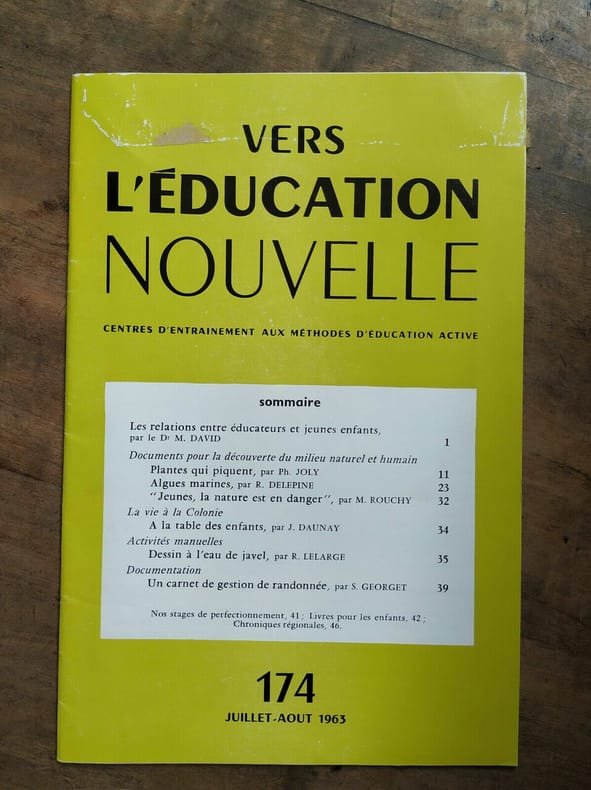 VERS
L'ÉDUCATION
NOUVELLE
CENTRES D'ENTRAINEMENT AUX MÉTHODES D'ÉDUCATION ACTIVE
sommaire
Les relations entre éducateurs et jeunes enfants,
par le Dr M. DAVID 1
Documents pour la découverte du milieu naturel et humain
Plantes qui piquent, par Ph. JOLY 11
Algues marines, par R. DELEPINE 23
"Jeunes, la nature est en danger", par M. ROUCHY 32
La vie à la Colonie
A la table des enfants, par J. DAUNAY 34
Activités manuelles
Dessin à l'eau de javel, par R. LELARGE 35
Documentation
Un carnet de gestion de randonnée, par S. GEORGET 39
Nos stages de perfectionnement, 41 ; Livres pour les enfants, 42 ;
Chroniques régionales, 46.
174
JUILLET-AOUT 1963